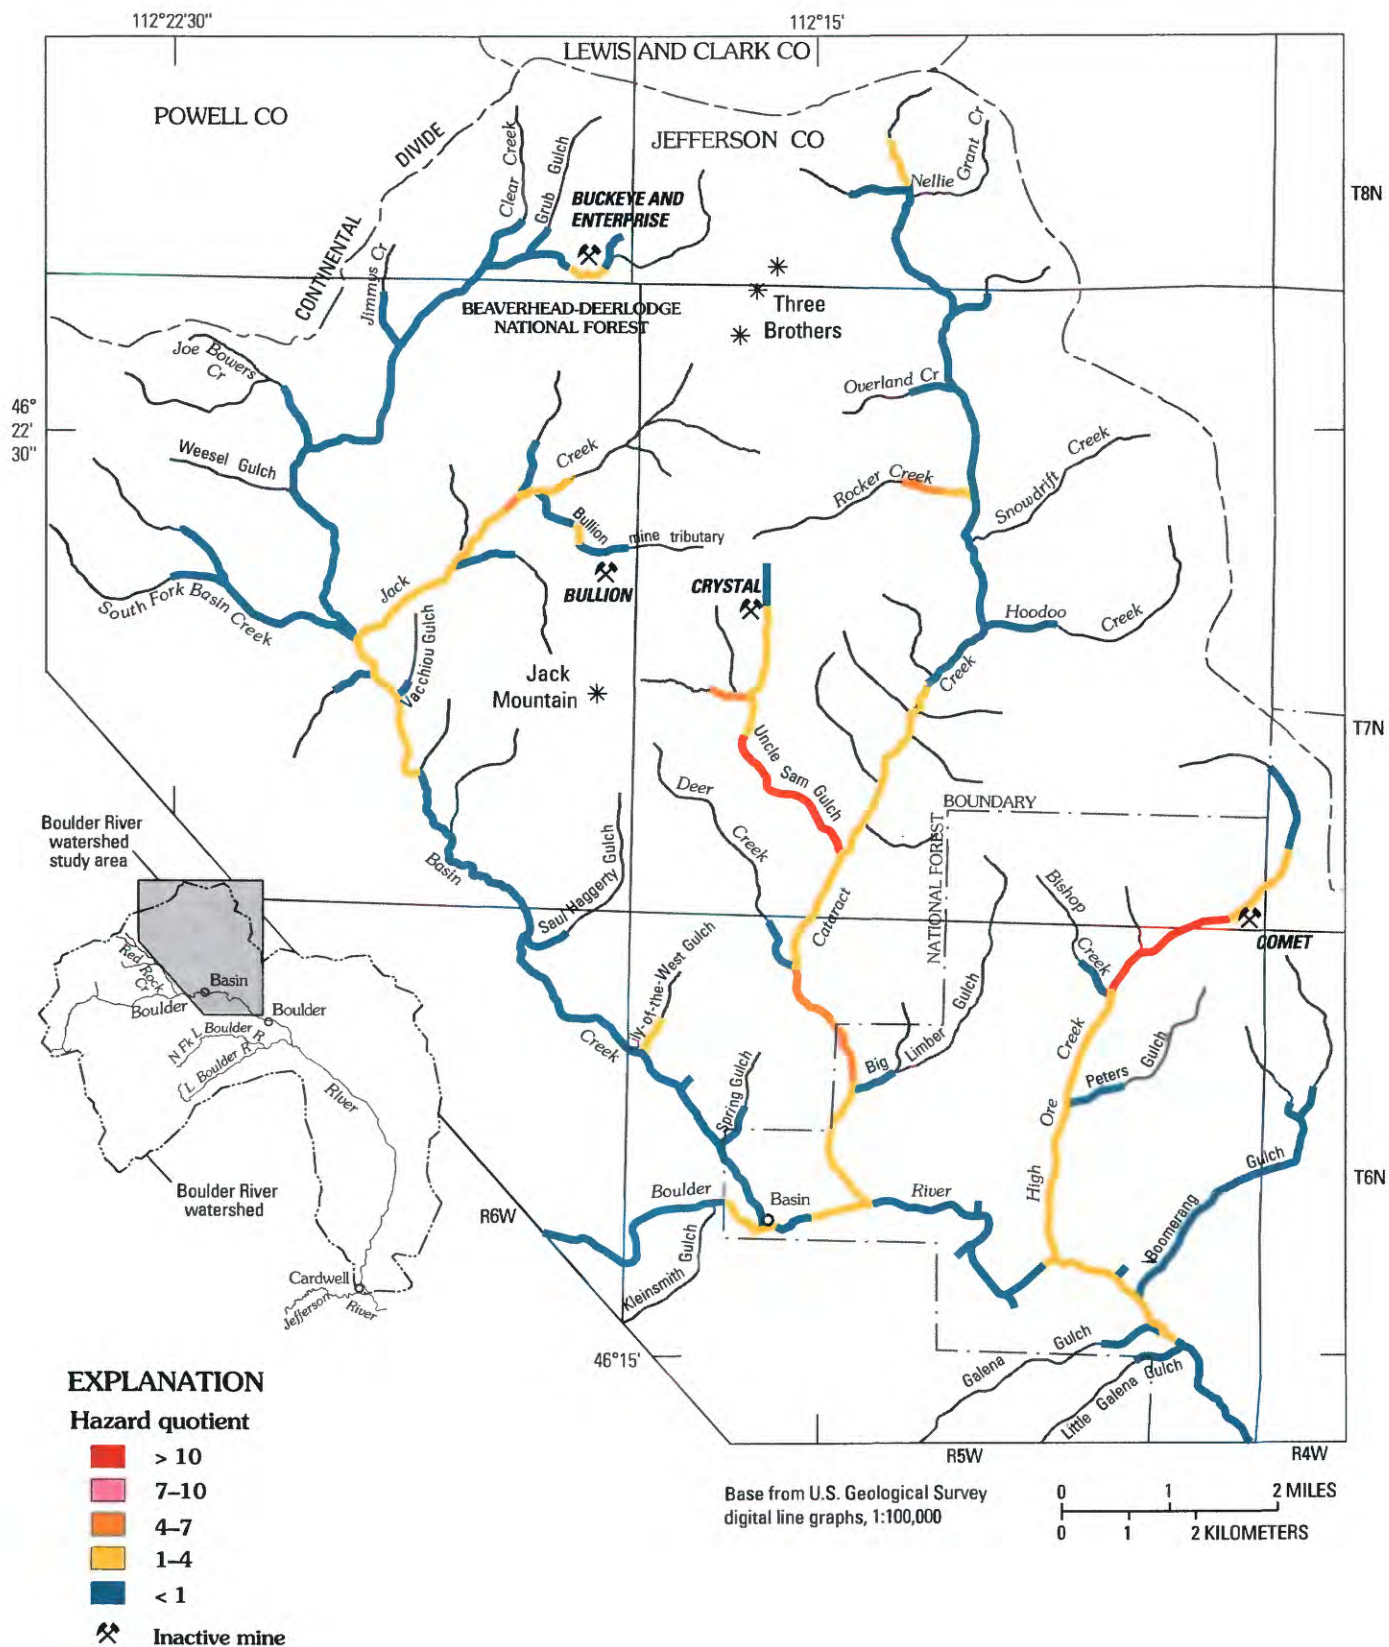 112°22'30"
112°15'
LEWIS AND CLARK CO
POWELL CO
JEFFERSON CO
CONTINENTAL
DIVIDE
Clear Creek
Grub Gulch
Nellie
Grant Cr
T8N
BUCKEYE AND
ENTERPRISE
Jimmus Cr
BEAVERHEAD-DEERLODGE
NATIONAL FOREST
Three
Brothers
Joe Bowers
Cr
Overland Cr
46°
22'
30"
Weesel Gulch
Creek
Rocker Creek
Snowdrift Creek
Bullion
mine tributary
BULLION
CRYSTAL
Jack
South Fork Basin Creek
Hoodoo
Creek
Vacchiou Gulch
Creek
Jack
Mountain
T7N
Uncle Sam Gulch
Deer
Creek
BOUNDARY
NATIONAL FOREST
Boulder River
watershed
study area
Basin
Saul Haggerty Gulch
Cataract
Bishop
Creek
COMET
Lily-of-the-West Gulch
Red Rock
Cr
Basin
Boulder
Boulder
N Fk L Boulder R
L Boulder R
River
Creek
Spring Gulch
Big
Limber
Gulch
Creek
Peters
Gulch
Ore
High
Gulch
Boomerang
T6N
Boulder River
watershed
R6W
Boulder
Basin
River
Kleinsmith
Gulch
Cardwell
Jefferson
River
46°15'
Galena
Gulch
Little Galena Gulch
R5W
R4W
EXPLANATION
Hazard quotient
> 10
7–10
4–7
1–4
< 1
Inactive mine
Base from U.S. Geological Survey
digital line graphs, 1:100,000
0 1 2 MILES
0 1 2 KILOMETERS